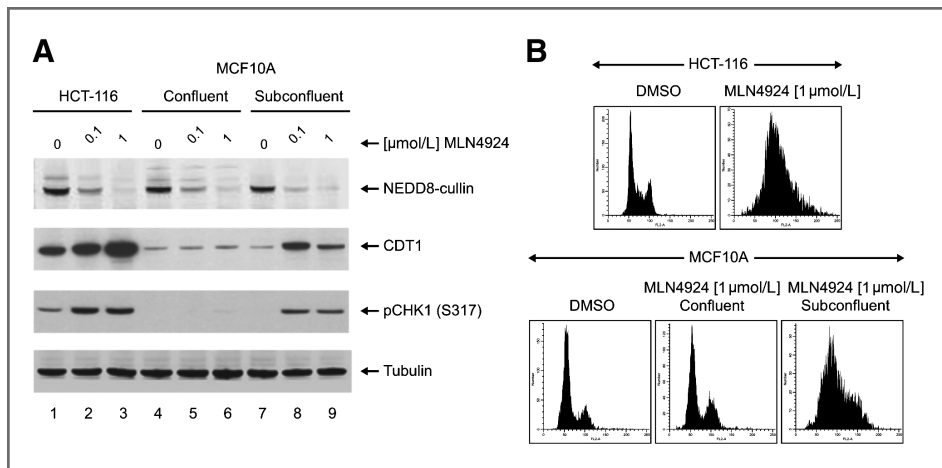 A
MCF10A
HCT-116 Confluent Subconfluent
0 0.1 1 0 0.1 1 0 0.1 1 [µmol/L] MLN4924
NEDD8-cullin
CDT1
pCHK1 (S317)
Tubulin
1 2 3 4 5 6 7 8 9
B
HCT-116
DMSO MLN4924 [1 µmol/L]
MCF10A
DMSO MLN4924 [1 µmol/L] Confluent MLN4924 [1 µmol/L] Subconfluent